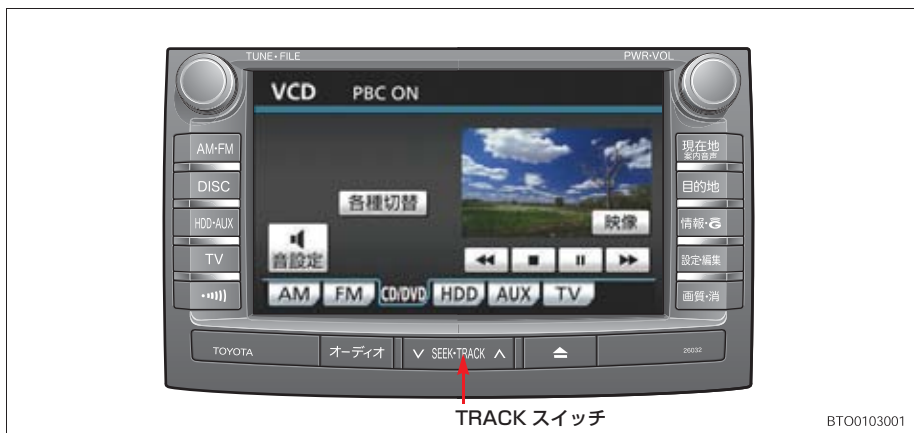 TUNE・FILE
PWR・VOL
VCD PBC ON
AM・FM
DISC
HDD・AUX
TV
現在地
案内音声
目的地
情報・G
設定・編集
画質・消
各種切替
映像
音設定
AM FM CD/DVD HDD AUX TV
TOYOTA
オーディオ
∨ SEEK・TRACK ∧
26032
TRACK スイッチ
BTO0103001